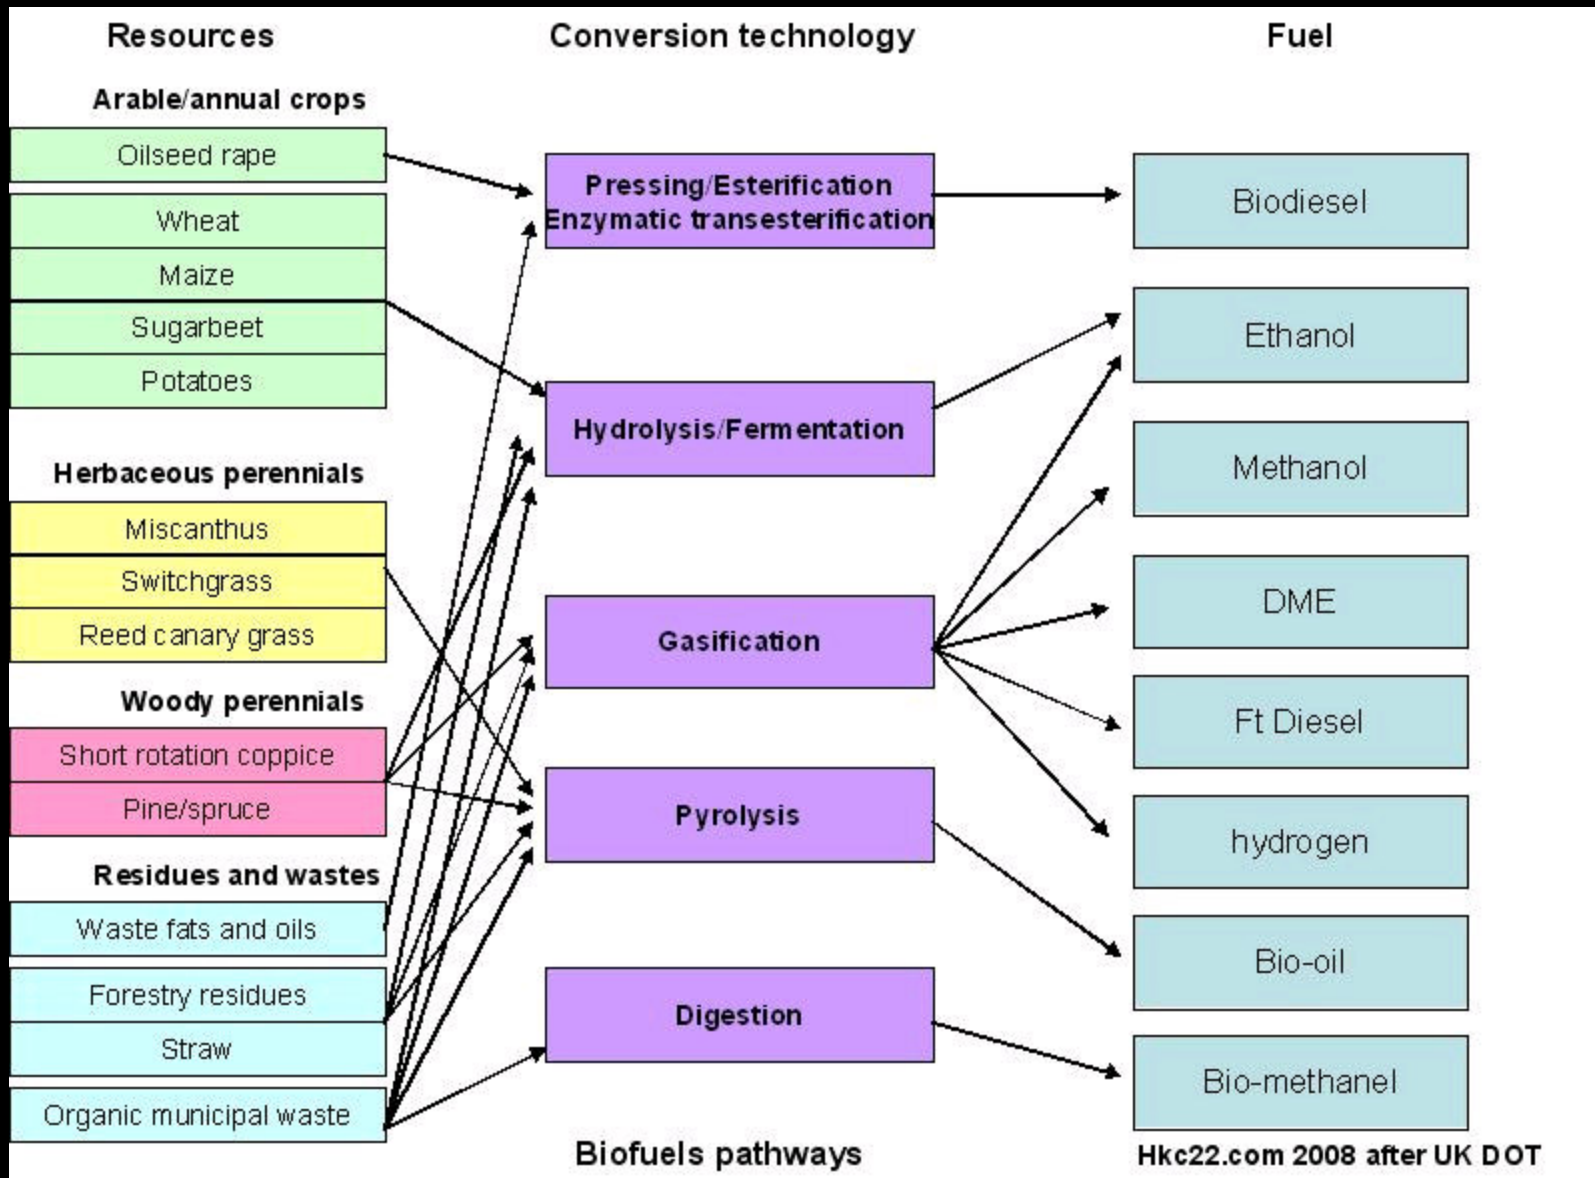 Resources
Conversion technology
Fuel
Arable/annual crops
Oilseed rape
Wheat
Maize
Sugarbeet
Potatoes
Herbaceous perennials
Miscanthus
Switchgrass
Reed canary grass
Woody perennials
Short rotation coppice
Pine/spruce
Residues and wastes
Waste fats and oils
Forestry residues
Straw
Organic municipal waste
Pressing/Esterification
Enzymatic transesterification
Hydrolysis/Fermentation
Gasification
Pyrolysis
Digestion
Biodiesel
Ethanol
Methanol
DME
Ft Diesel
hydrogen
Bio-oil
Bio-methanel
Biofuels pathways
Hkc22.com 2008 after UK DOT